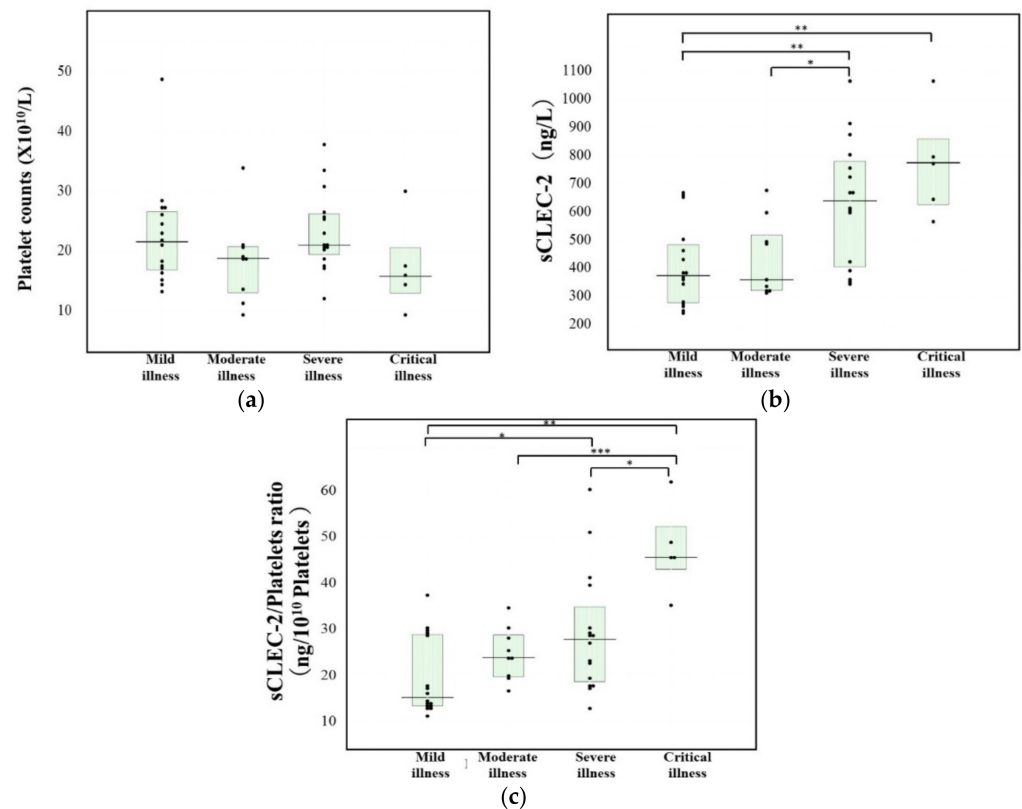 Platelet counts (X10¹⁰/L)
50
40
30
20
10
Mild illness
Moderate illness
Severe illness
Critical illness
(a)
sCLEC-2 (ng/L)
**
**
*
1100
1000
900
800
700
600
500
400
300
200
Mild illness
Moderate illness
Severe illness
Critical illness
(b)
sCLEC-2/Platelets ratio
(ng/10¹⁰ Platelets)
**
*
***
*
60
50
40
30
20
10
Mild illness
Moderate illness
Severe illness
Critical illness
(c)